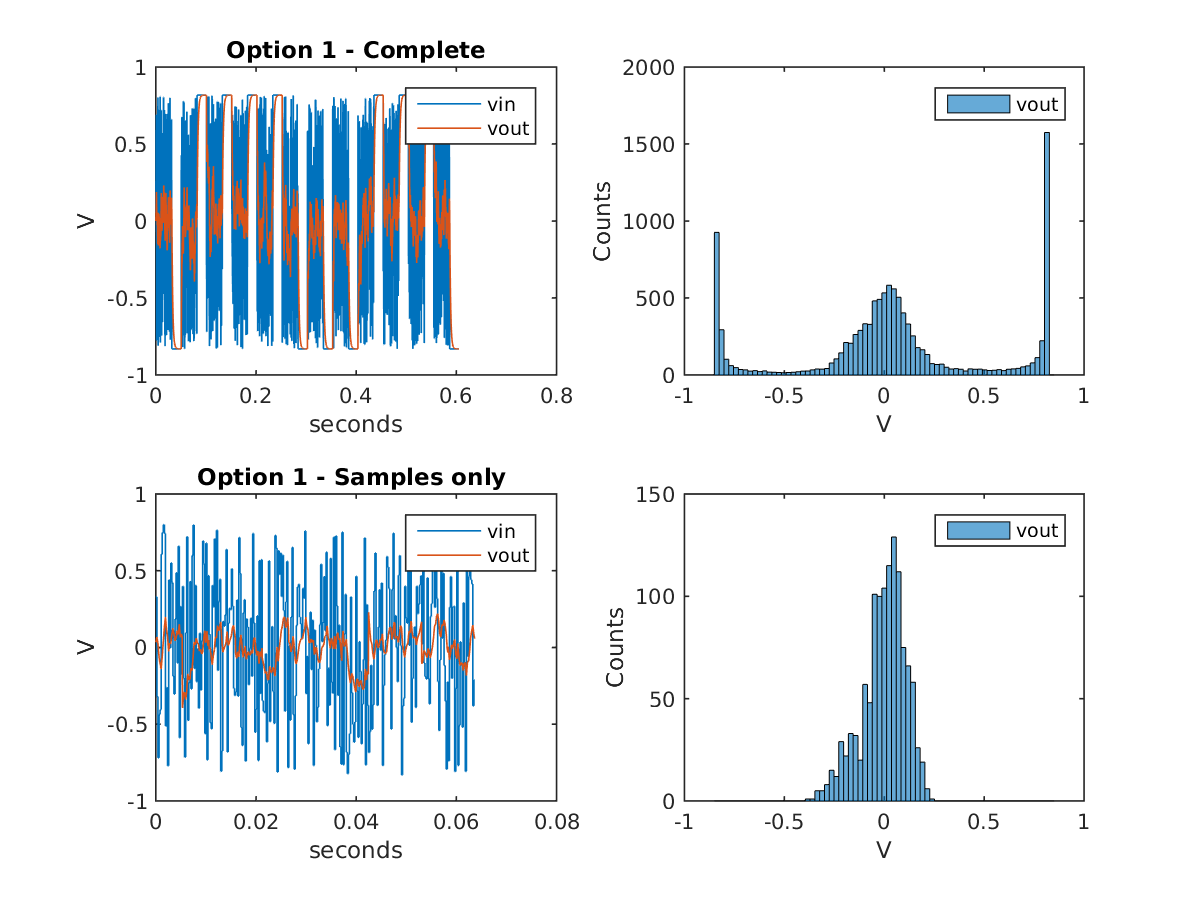 Option 1 - Complete
1
0.5
0
-0.5
-1
V
vin
vout
0 0.2 0.4 0.6 0.8
seconds
2000
1500
1000
500
0
Counts
vout
-1 -0.5 0 0.5 1
V
Option 1 - Samples only
1
0.5
0
-0.5
-1
V
vin
vout
0 0.02 0.04 0.06 0.08
seconds
150
100
50
0
Counts
vout
-1 -0.5 0 0.5 1
V